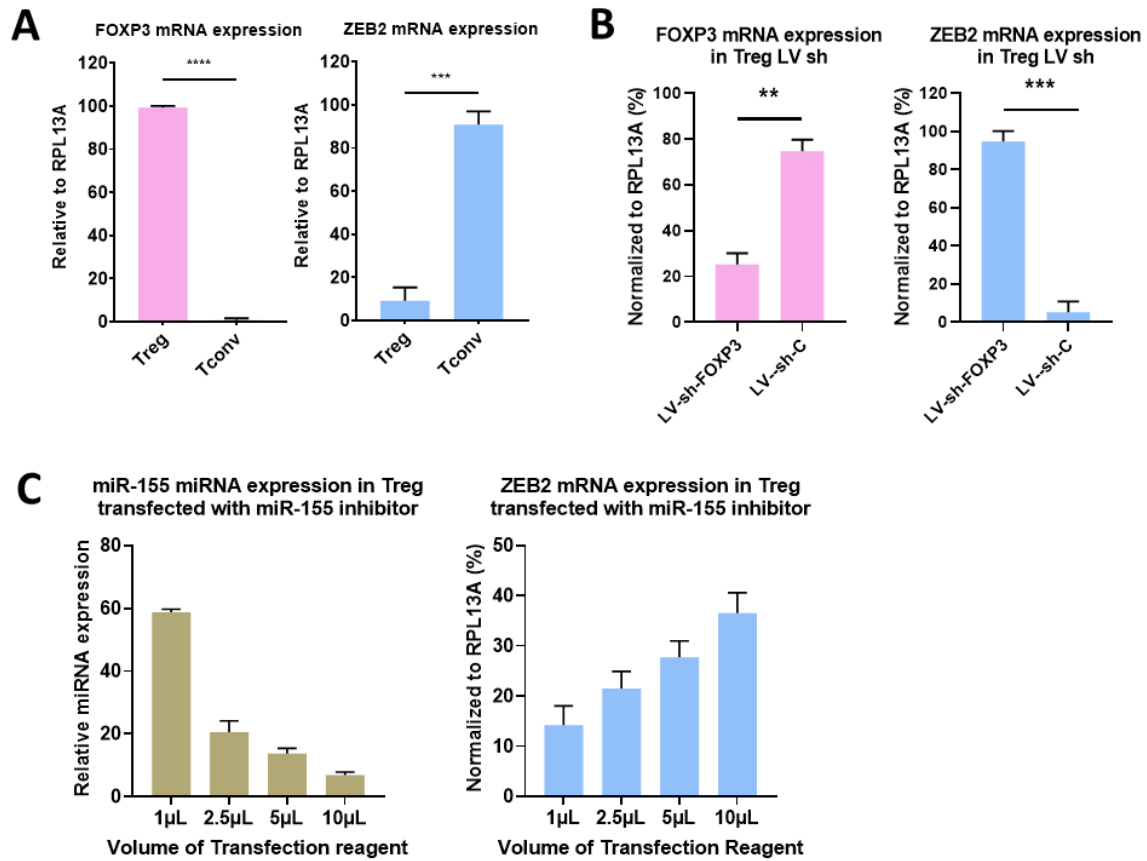 A
FOXP3 mRNA expression
Relative to RPL13A
120
100
80
60
40
20
0
****
Treg
Tconv
ZEB2 mRNA expression
Relative to RPL13A
120
100
80
60
40
20
0
***
Treg
Tconv
B
FOXP3 mRNA expression
in Treg LV sh
Normalized to RPL13A (%)
100
80
60
40
20
0
**
LV-sh-FOXP3
LV--sh-C
ZEB2 mRNA expression
in Treg LV sh
Normalized to RPL13A (%)
120
100
80
60
40
20
0
***
LV-sh-FOXP3
LV--sh-C
C
miR-155 miRNA expression in Treg
transfected with miR-155 inhibitor
Relative miRNA expression
80
60
40
20
0
1µL 2.5µL 5µL 10µL
Volume of Transfection reagent
ZEB2 mRNA expression in Treg
transfected with miR-155 inhibitor
Normalized to RPL13A (%)
50
40
30
20
10
0
1µL 2.5µL 5µL 10µL
Volume of Transfection Reagent